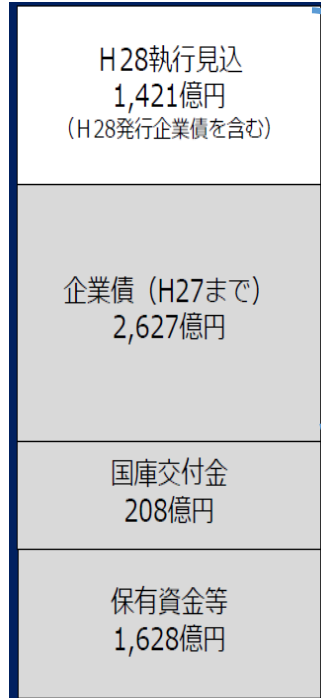 H28執行見込
1,421億円
（H28発行企業債を含む）
企業債（H27まで）
2,627億円
国庫交付金
208億円
保有資金等
1,628億円